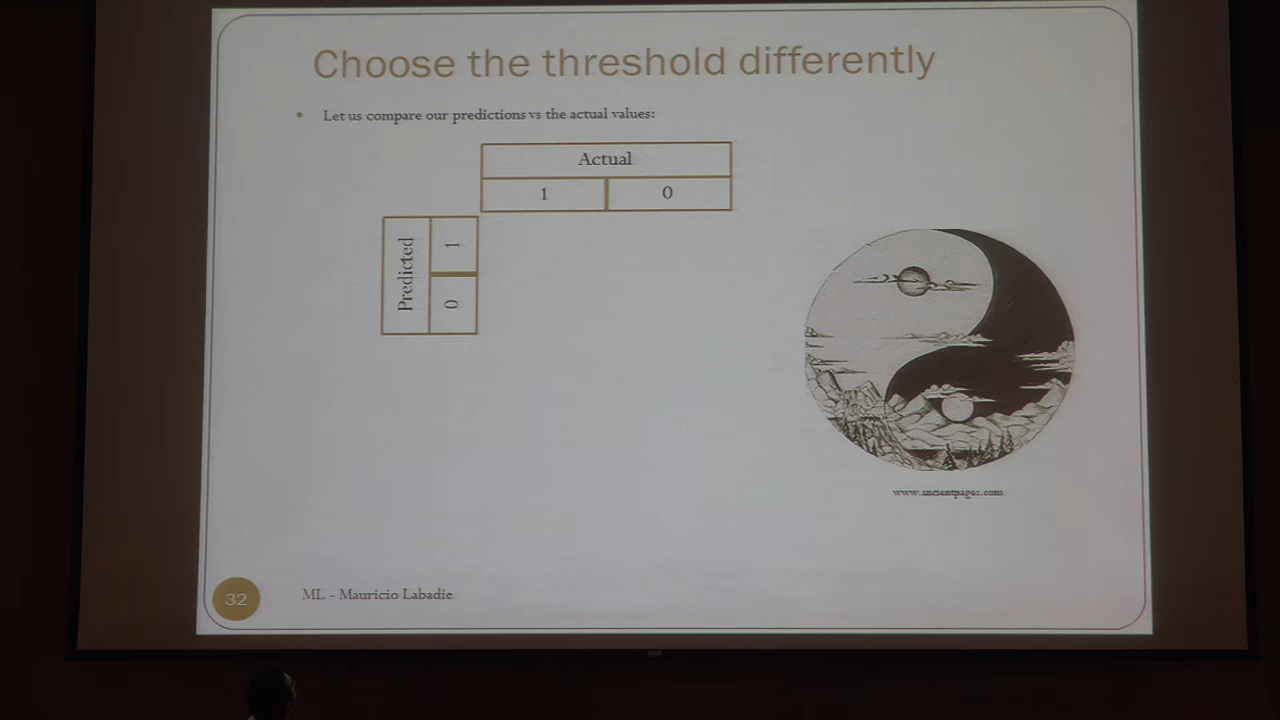 Choose the threshold differently
• Let us compare our predictions vs the actual values:
Actual
1 0
Predicted
1
0
www.ancientpages.com
32
ML - Mauricio Labadie